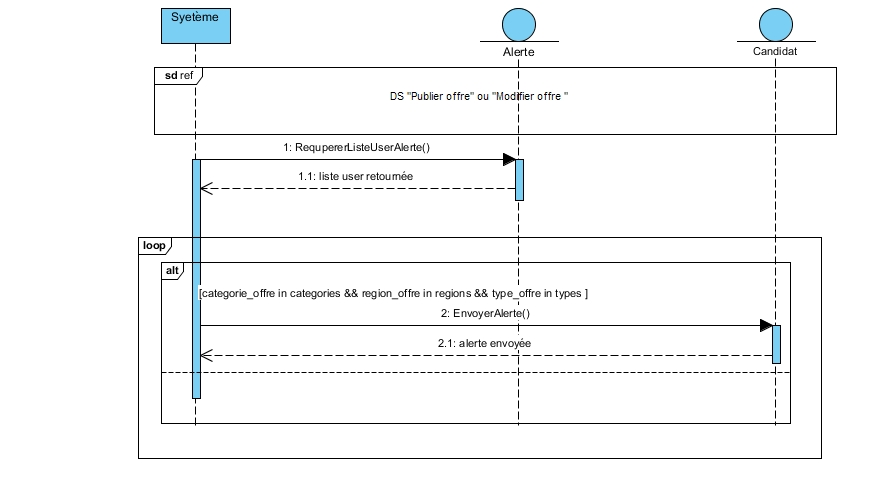 Syetème
Alerte
Candidat
sd ref
DS "Publier offre" ou "Modifier offre "
1: RequpererListeUserAlerte()
1.1: liste user retournée
loop
alt
[categorie_offre in categories && region_offre in regions && type_offre in types ]
2: EnvoyerAlerte()
2.1: alerte envoyée